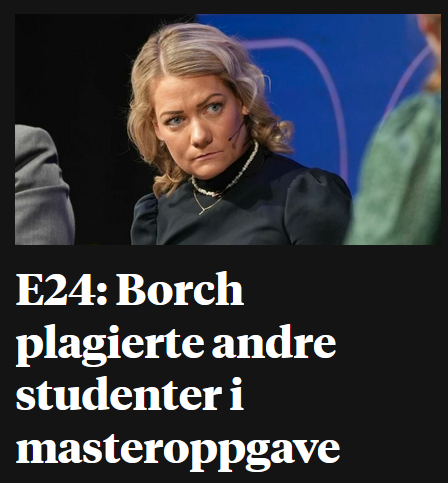 E24: Borch
plagierte andre
studenter i
masteroppgave